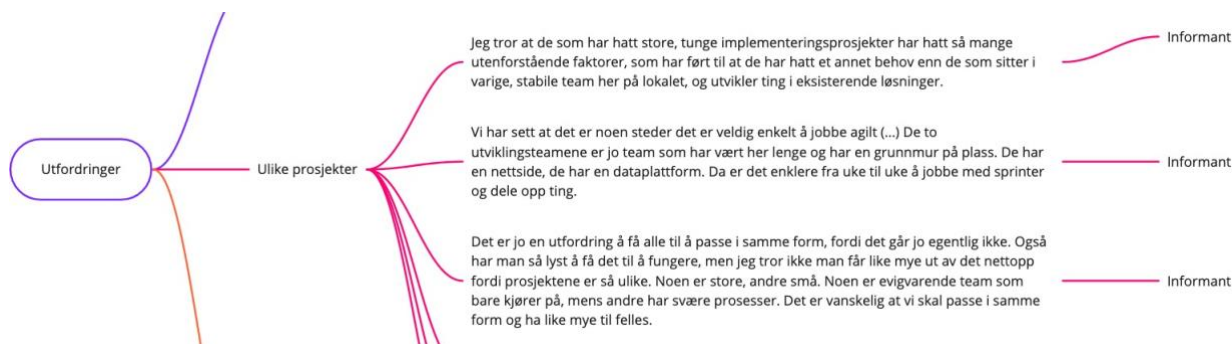 Utfordringer
Ulike prosjekter
Jeg tror at de som har hatt store, tunge implementeringsprosjekter har hatt så mange
utenforstående faktorer, som har ført til at de har hatt et annet behov enn de som sitter i
varige, stabile team her på lokalet, og utvikler ting i eksisterende løsninger.
Informant
Vi har sett at det er noen steder det er veldig enkelt å jobbe agilt (...) De to
utviklingsteamene er jo team som har vært her lenge og har en grunnmur på plass. De har
en nettside, de har en dataplattform. Da er det enklere fra uke til uke å jobbe med sprinter
og dele opp ting.
Informant
Det er jo en utfordring å få alle til å passe i samme form, fordi det går jo egentlig ikke. Også
har man så lyst å få det til å fungere, men jeg tror ikke man får like mye ut av det nettopp
fordi prosjektene er så ulike. Noen er store, andre små. Noen er evigvarende team som
bare kjører på, mens andre har svære prosesser. Det er vanskelig at vi skal passe i samme
form og ha like mye til felles.
Informant